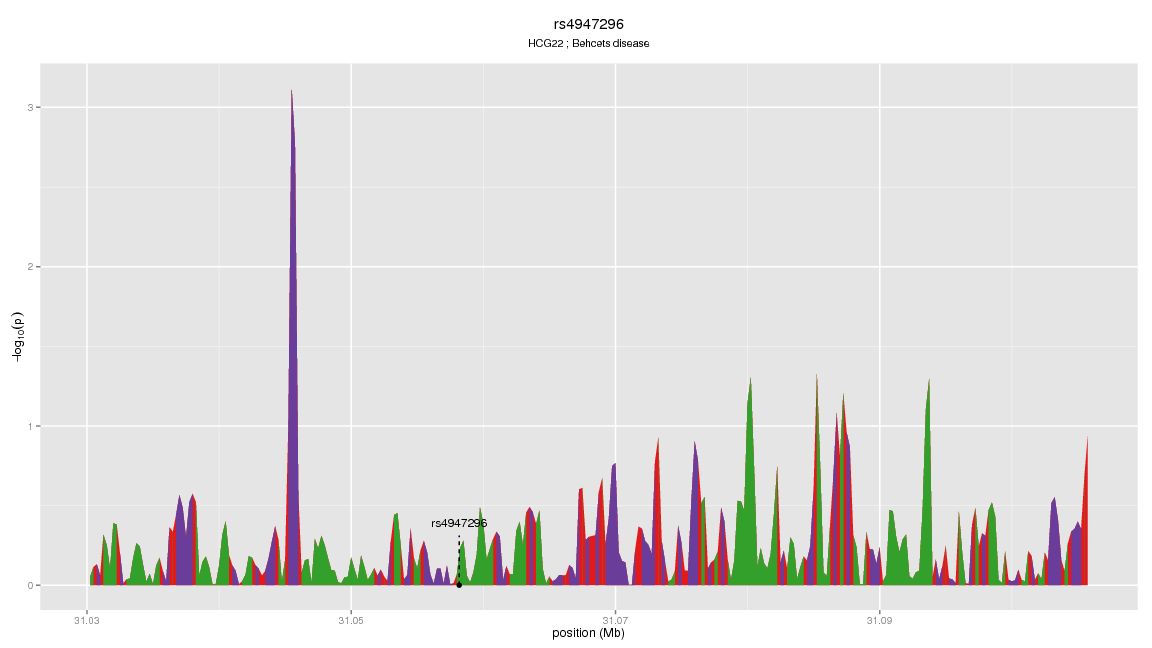 rs4947296
HCG22 ; Behcets disease
3
2
1
0
−log10(p)
rs4947296
31.03
31.05
31.07
31.09
position (Mb)